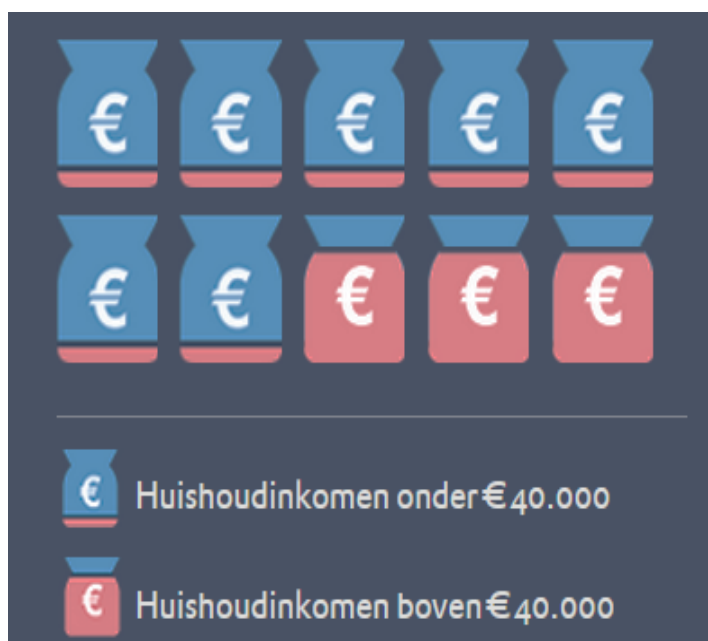 € € € € €
€ € € € €
€ Huishoudinkomen onder €40.000
€ Huishoudinkomen boven €40.000